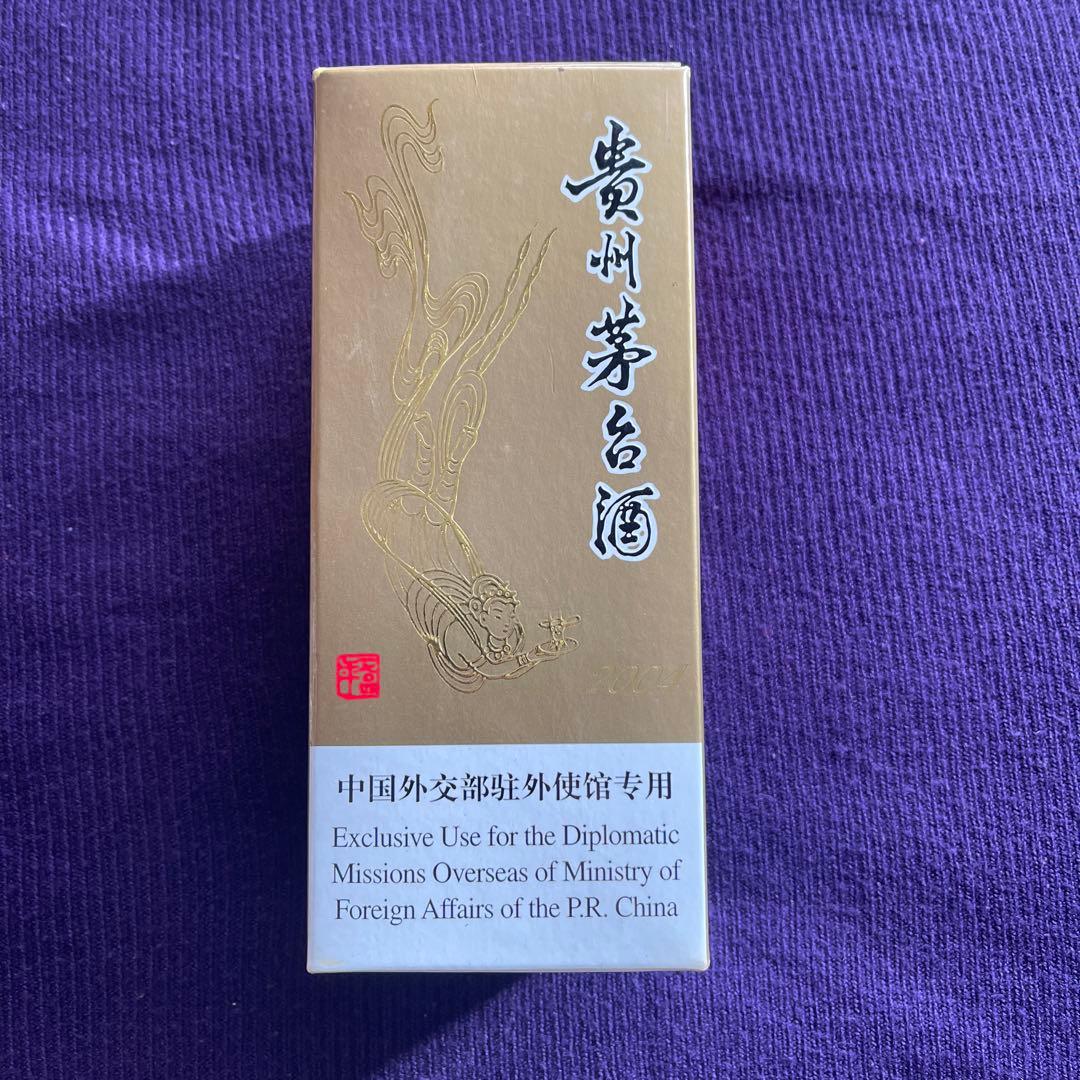 貴州茅台酒
2004
中国外交部驻外使馆专用
Exclusive Use for the Diplomatic
Missions Overseas of Ministry of
Foreign Affairs of the P.R. China